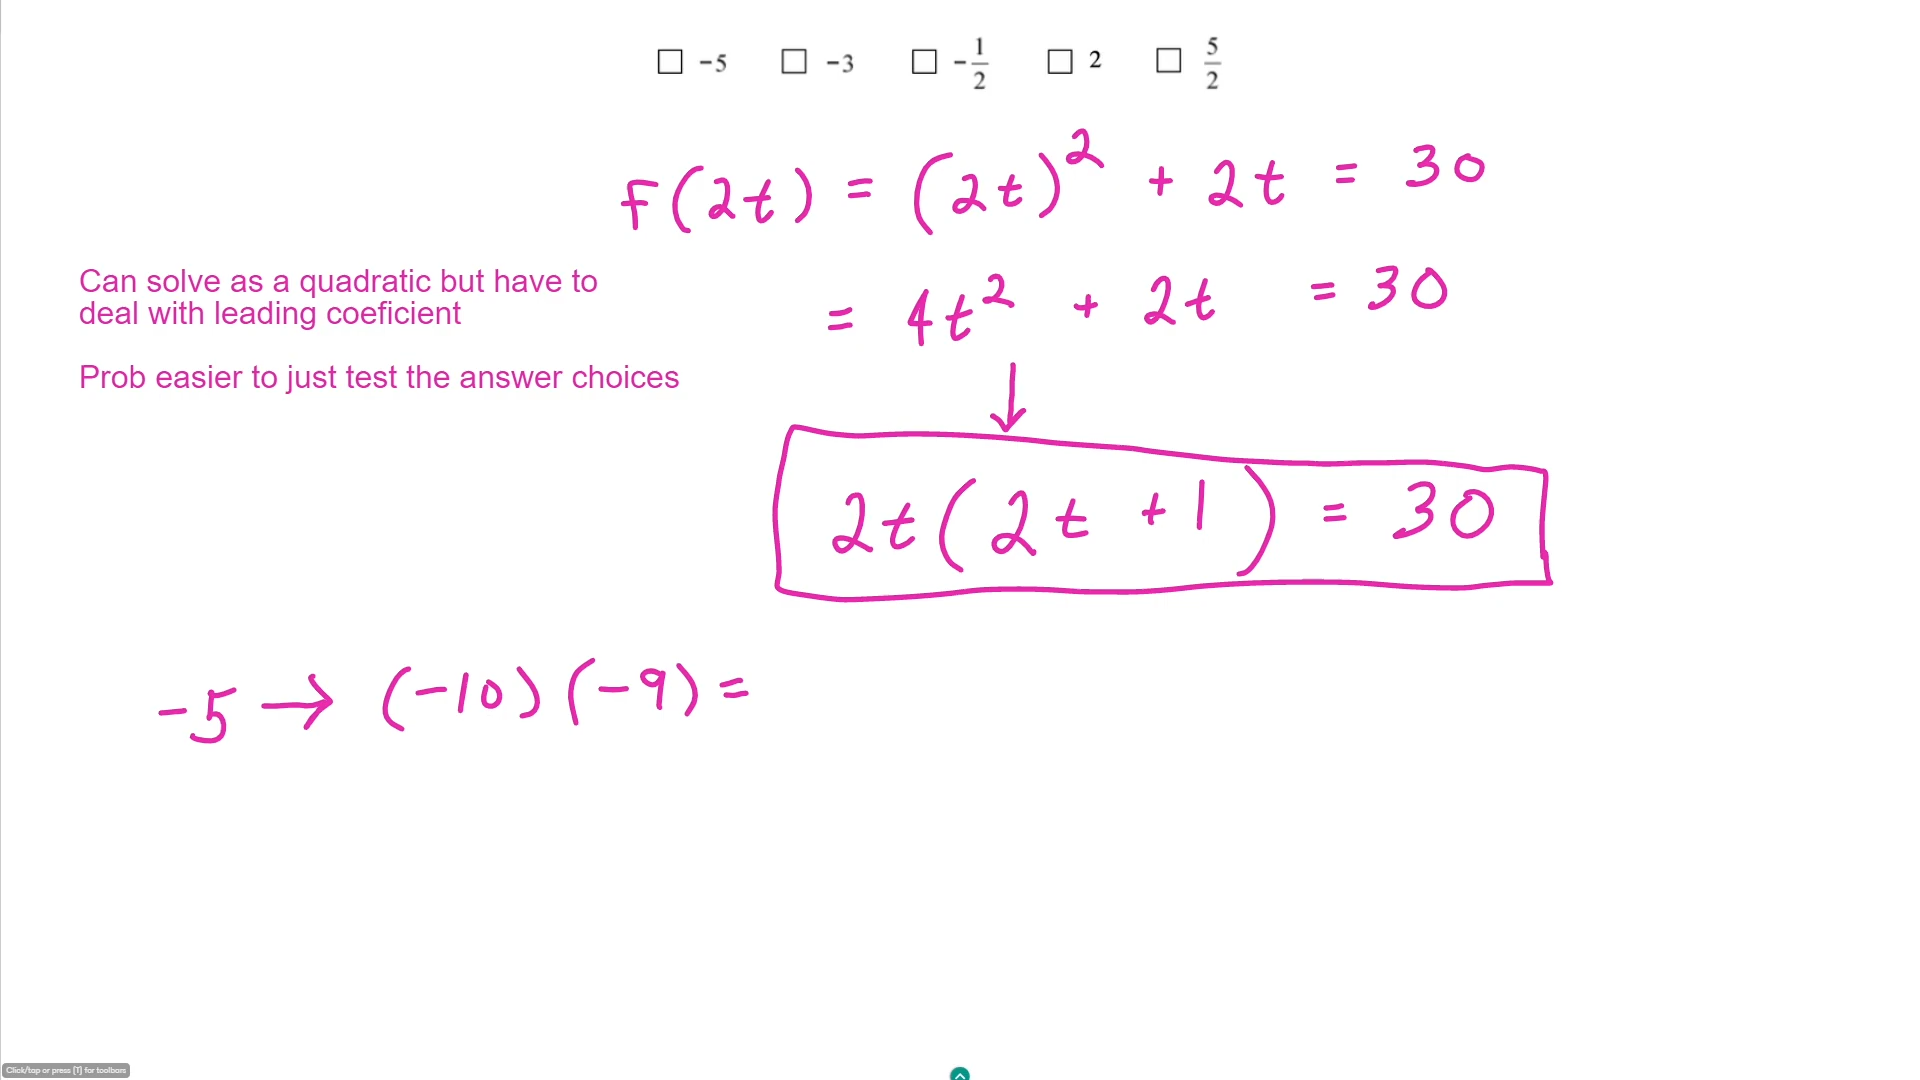 -5 -3 -1/2 2 5/2
F(2t) = (2t)² + 2t = 30
Can solve as a quadratic but have to
deal with leading coeficient
= 4t² + 2t = 30
Prob easier to just test the answer choices
2t(2t + 1) = 30
-5 → (-10)(-9) =
Click/tap or press [T] for toolbars